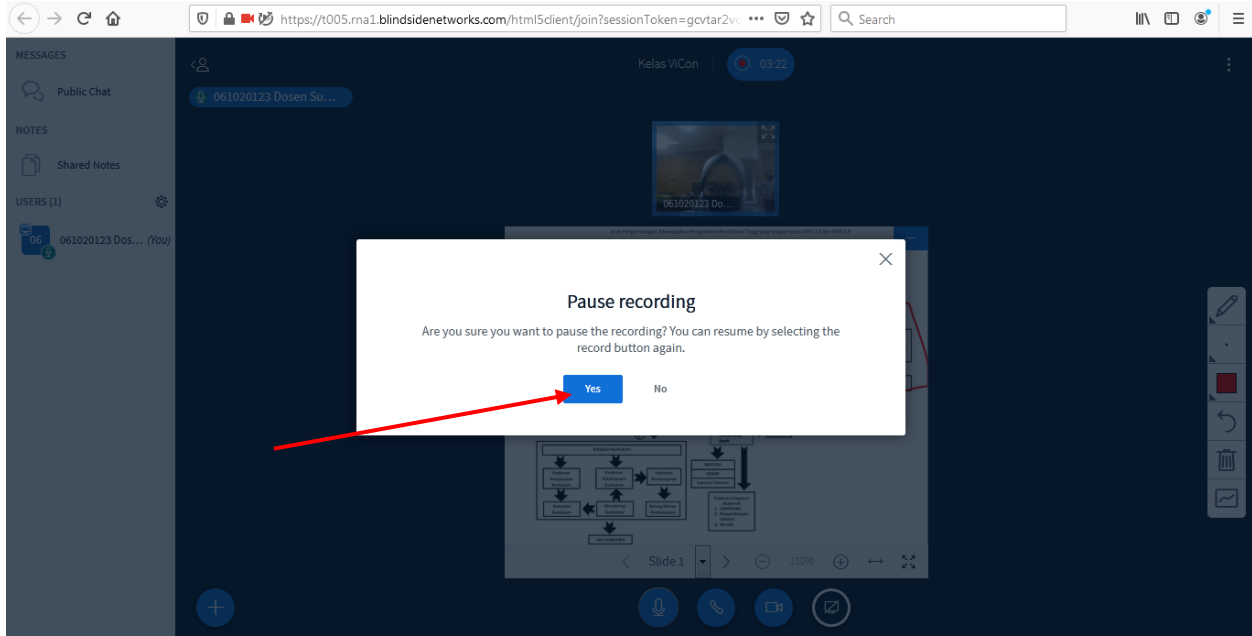 https://t005.rna1.blindsidenetworks.com/html5client/join?sessionToken=gcvtar2v
Search
MESSAGES
Public Chat
NOTES
Shared Notes
USERS (1)
06 061020123 Dos... (You)
Kelas ViCon
03:22
061020123 Dosen Su...
061020123 Do...
Pause recording
Are you sure you want to pause the recording? You can resume by selecting the
record button again.
Yes No
Slide 1
100%